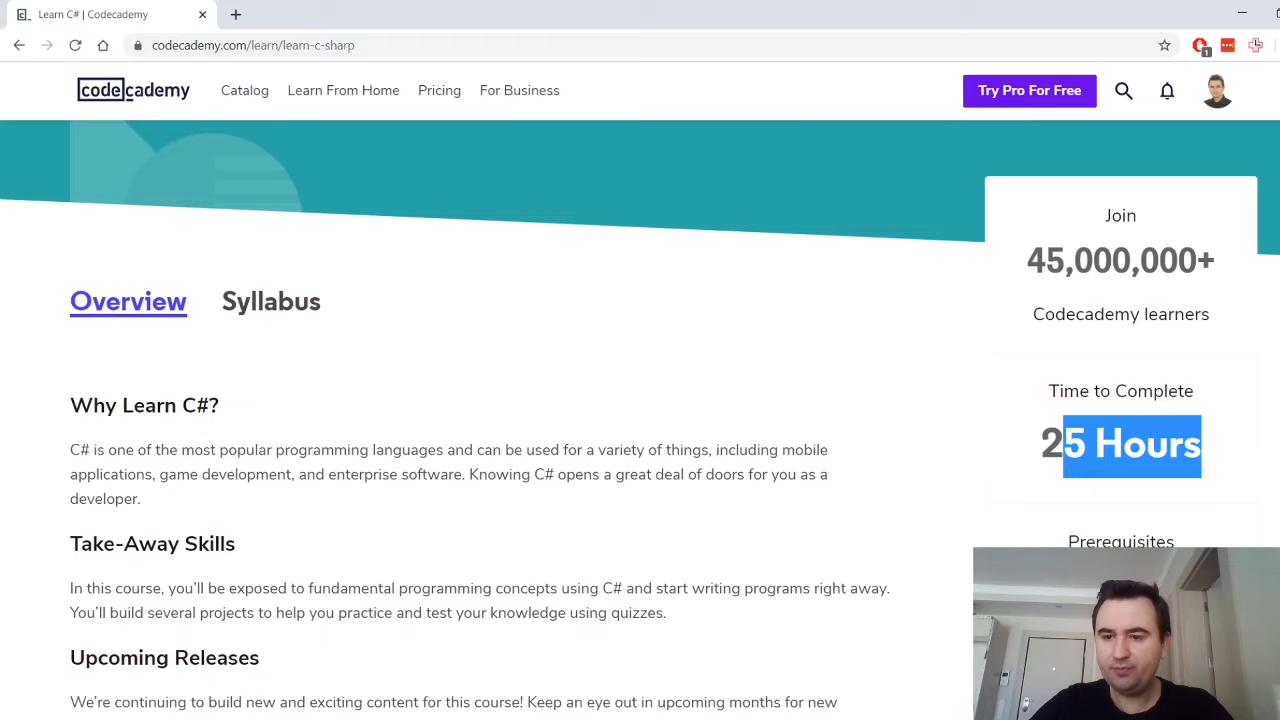 Learn C# | Codecademy
codecademy.com/learn/learn-c-sharp
1
codecademy
Catalog
Learn From Home
Pricing
For Business
Try Pro For Free
Join
45,000,000+
Codecademy learners
Time to Complete
25 Hours
Prerequisites
Overview
Syllabus
Why Learn C#?
C# is one of the most popular programming languages and can be used for a variety of things, including mobile
applications, game development, and enterprise software. Knowing C# opens a great deal of doors for you as a
developer.
Take-Away Skills
In this course, you'll be exposed to fundamental programming concepts using C# and start writing programs right away.
You'll build several projects to help you practice and test your knowledge using quizzes.
Upcoming Releases
We're continuing to build new and exciting content for this course! Keep an eye out in upcoming months for new